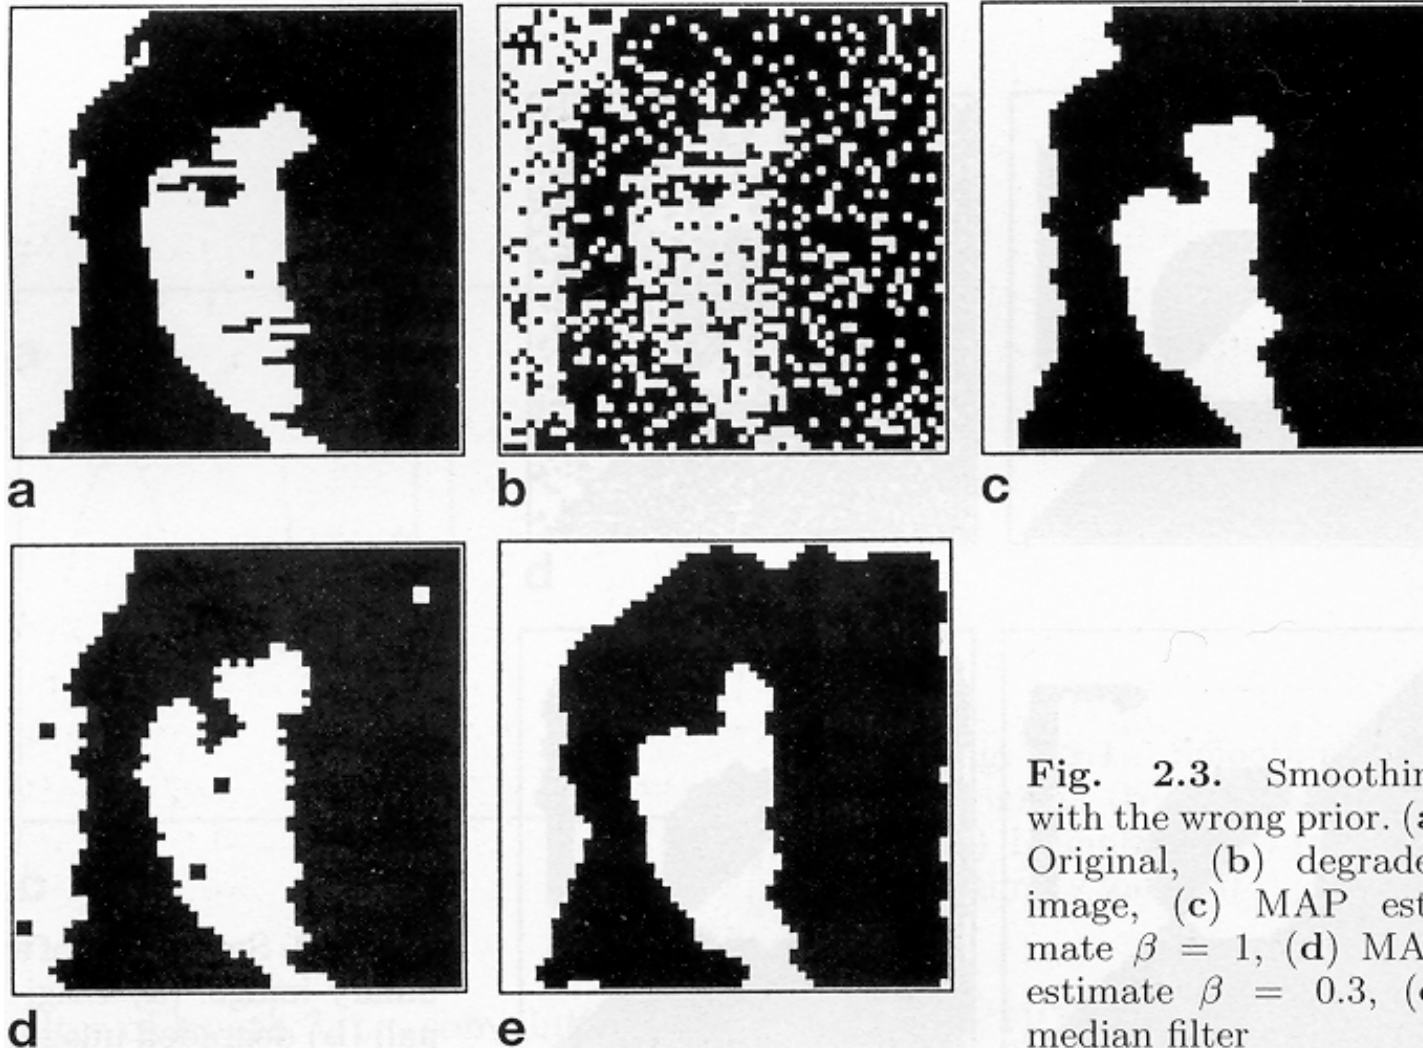 a
b
c
d
e
Fig. 2.3. Smoothin
with the wrong prior. (a
Original, (b) degrade
image, (c) MAP est
mate β = 1, (d) MA
estimate β = 0.3, (e
median filter